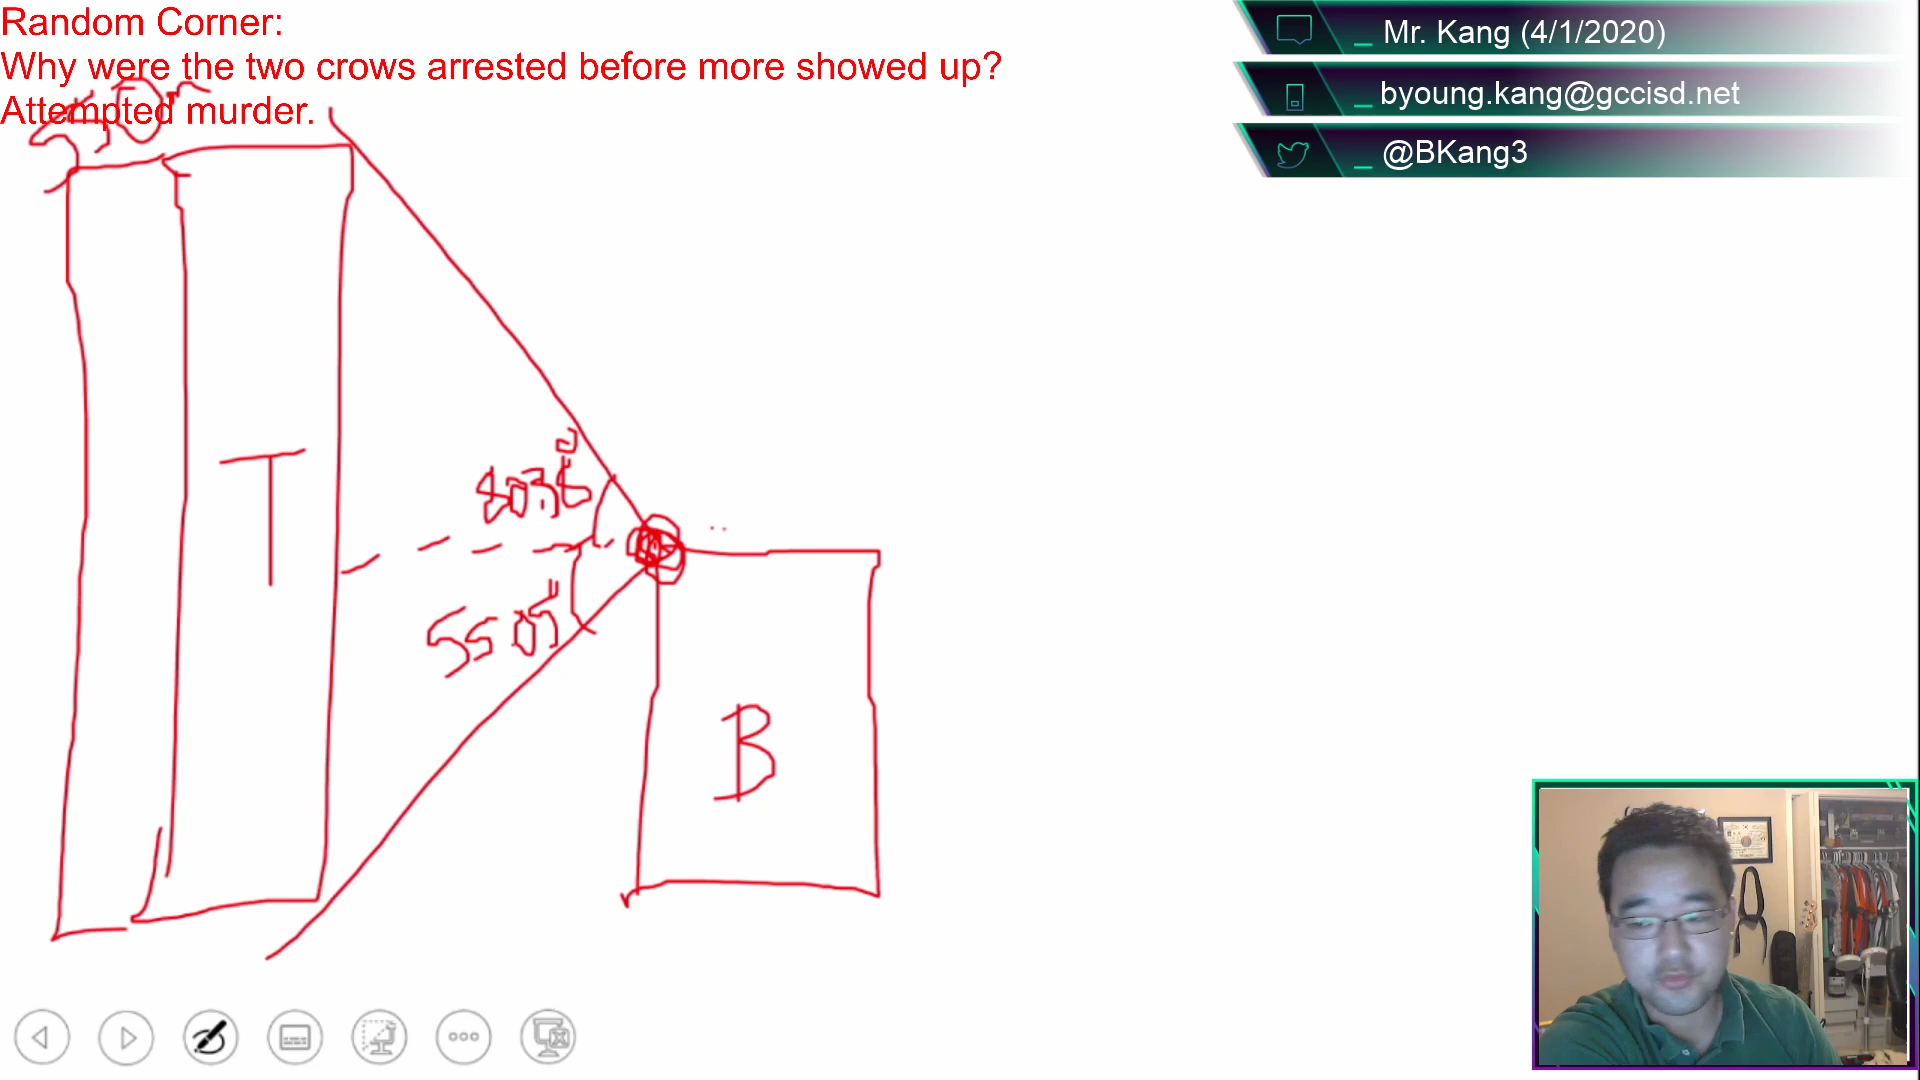 Random Corner:
Why were the two crows arrested before more showed up?
Attempted murder.
_ Mr. Kang (4/1/2020)
_ byoung.kang@gccisd.net
_ @BKang3
T
B